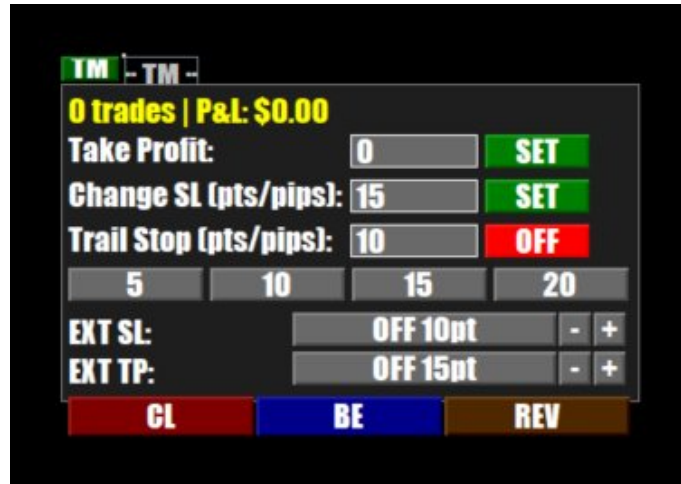 TM - TM -
0 trades | P&L: $0.00
Take Profit: 0 SET
Change SL (pts/pips): 15 SET
Trail Stop (pts/pips): 10 OFF
5 10 15 20
EXT SL: OFF 10pt - +
EXT TP: OFF 15pt - +
CL BE REV